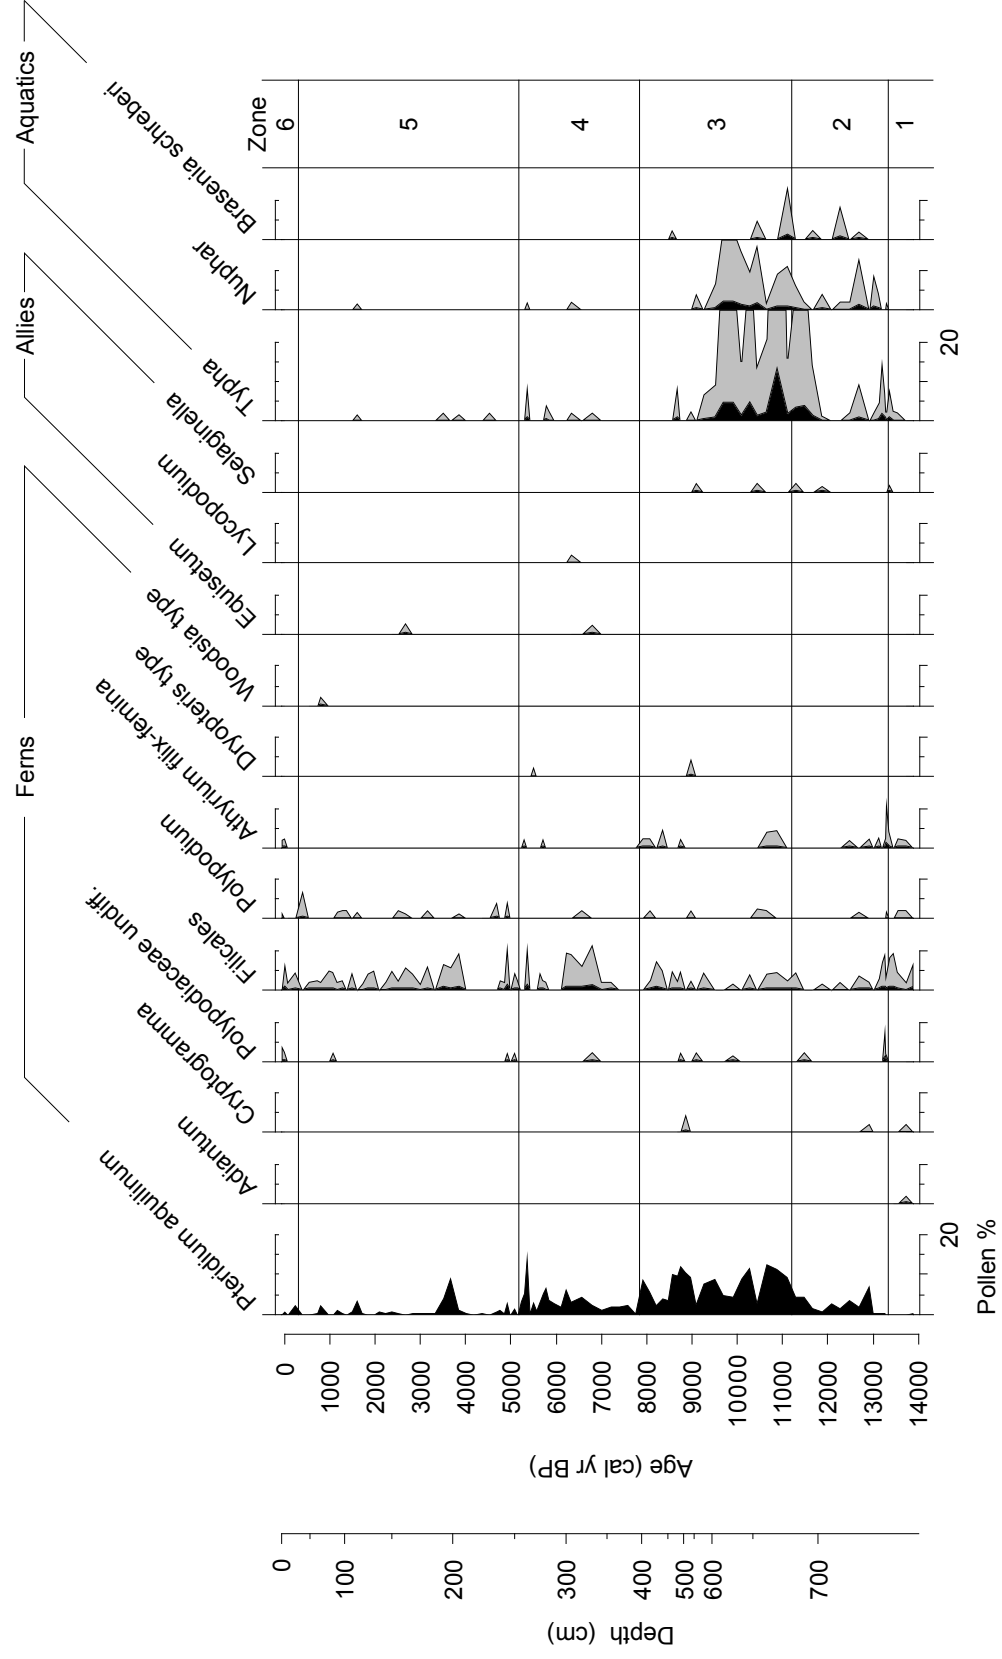 Ferns
Allies
Aquatics
Pteridium aquilinum
Adiantum
Cryptogramma
Polypodiaceae undiff.
Filicales
Polypodium
Athyrium filix-femina
Dryopteris type
Woodsia type
Equisetum
Lycopodium
Selaginella
Typha
Nuphar
Brasenia schreberi
Zone
6
5
4
3
2
1
Depth (cm)
0
100
200
300
400
500
600
700
Age (cal yr BP)
0
1000
2000
3000
4000
5000
6000
7000
8000
9000
10000
11000
12000
13000
14000
20
20
Pollen %